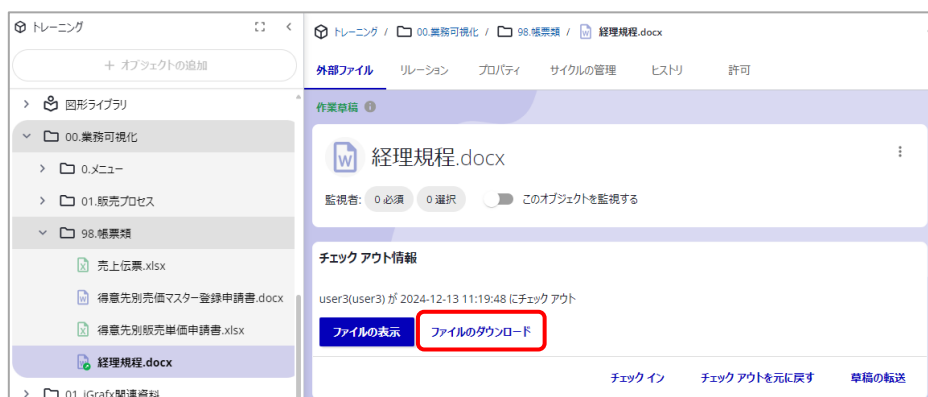 トレーニング
+ オブジェクトの追加
図形ライブラリ
00.業務可視化
0.メニュー
01.販売プロセス
98.帳票類
売上伝票.xlsx
得意先別売価マスター登録申請書.docx
得意先別販売単価申請書.xlsx
経理規程.docx
01_iGrafx関連資料
トレーニング / 00.業務可視化 / 98.帳票類 / 経理規程.docx
外部ファイル リレーション プロパティ サイクルの管理 ヒストリ 許可
作業草稿
経理規程.docx
監視者: 0 必須 0 選択 このオブジェクトを監視する
チェック アウト情報
user3(user3) が 2024-12-13 11:19:48 にチェック アウト
ファイルの表示 ファイルのダウンロード
チェック イン チェック アウトを元に戻す 草稿の転送